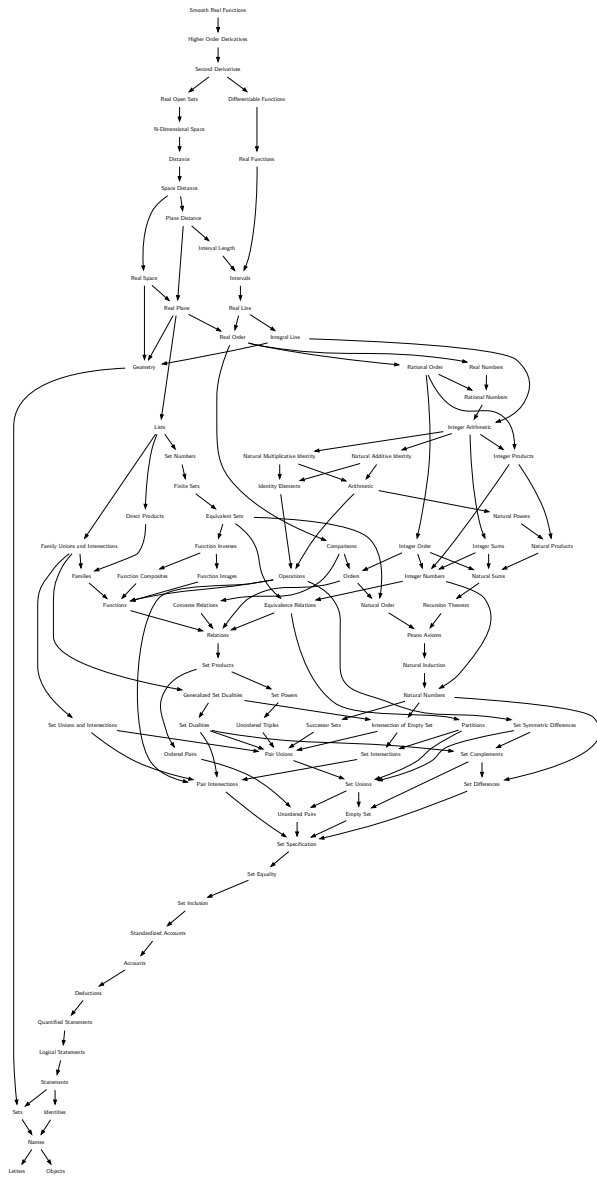 Smooth Real Functions
Higher Order Derivatives
Second Derivatives
Real Open Sets Differentiable Functions
N-Dimensional Space
Distance Real Functions
Space Distance
Plane Distance
Interval Length
Real Space Intervals
Real Plane Real Line
Real Order Integral Line
Geometry Rational Order Real Numbers
Rational Numbers
Lists Integer Arithmetic
Set Numbers Natural Multiplicative Identity Natural Additive Identity Integer Products
Finite Sets Identity Elements Arithmetic
Direct Products Equivalent Sets Natural Powers
Family Unions and Intersections Function Inverses Comparisons Integer Order Integer Sums Natural Products
Families Function Composites Function Images Operations Orders Integer Numbers Natural Sums
Functions Converse Relations Equivalence Relations Natural Order Recursion Theorem
Relations Peano Axioms
Set Products Natural Induction
Generalized Set Dualities Set Powers Natural Numbers
Set Unions and Intersections Set Dualities Unordered Triples Successor Sets Intersection of Empty Set Partitions Set Symmetric Differences
Ordered Pairs Pair Unions Set Intersections Set Complements
Pair Intersections Set Unions Set Differences
Unordered Pairs Empty Set
Set Specification
Set Equality
Set Inclusion
Standardized Accounts
Accounts
Deductions
Quantified Statements
Logical Statements
Statements
Sets Identities
Names
Letters Objects